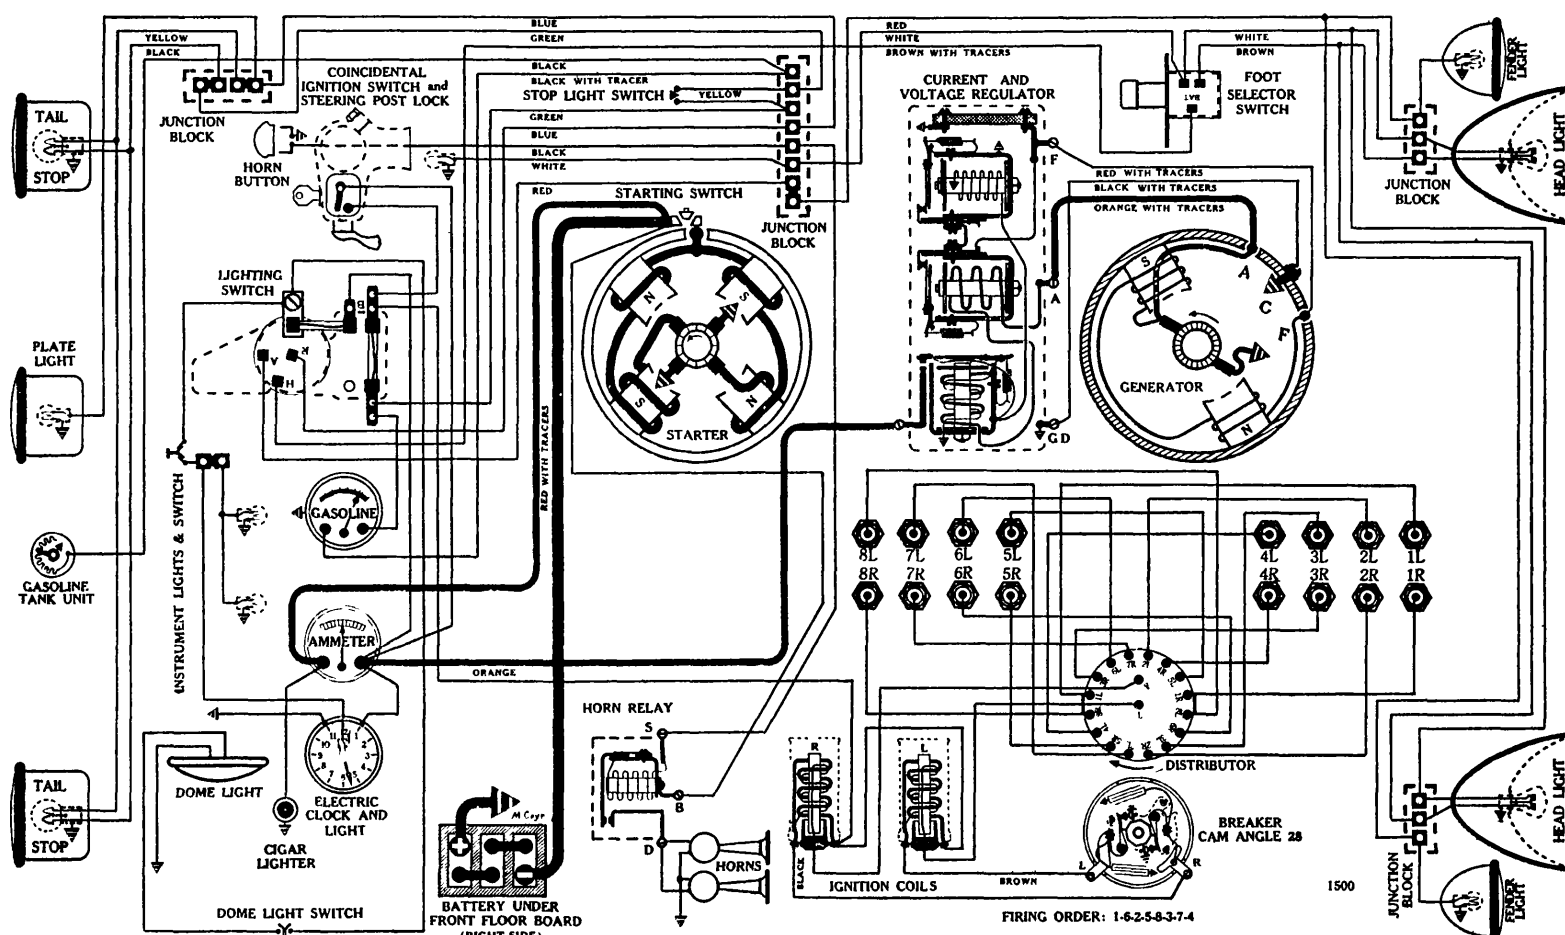 BLUE
GREEN
YELLOW
BLACK
BLACK
BLACK WITH TRACER
STOP LIGHT SWITCH
YELLOW
GREEN
BLUE
BLACK
WHITE
RED
RED
WHITE
BROWN WITH TRACERS
WHITE
BROWN
COINCIDENTAL
IGNITION SWITCH and
STEERING POST LOCK
JUNCTION
BLOCK
HORN
BUTTON
TAIL
STOP
STARTING SWITCH
JUNCTION
BLOCK
CURRENT AND
VOLTAGE REGULATOR
F
A
GD
BAT
FOOT
SELECTOR
SWITCH
FENDER
LIGHT
HEAD LIGHT
JUNCTION
BLOCK
RED WITH TRACERS
BLACK WITH TRACERS
ORANGE WITH TRACERS
LIGHTING
SWITCH
A
R
H
PLATE
LIGHT
N
S
S
N
STARTER
S
A
C
F
GENERATOR
N
RED WITH TRACERS
GASOLINE
INSTRUMENT LIGHTS & SWITCH
GASOLINE
TANK UNIT
AMMETER
ORANGE
8L
7L
6L
5L
4L
3L
2L
1L
8R
7R
6R
5R
4R
3R
2R
1R
DISTRIBUTOR
HORN RELAY
S
B
D
HORNS
R
L
BLACK
IGNITION COILS
BROWN
L
R
BREAKER
CAM ANGLE 28
1500
FIRING ORDER: 1-6-2-5-8-3-7-4
TAIL
STOP
DOME LIGHT
CIGAR
LIGHTER
ELECTRIC
CLOCK AND
LIGHT
DOME LIGHT SWITCH
BATTERY UNDER
FRONT FLOOR BOARD
(RIGHT SIDE)
JUNCTION
BLOCK
HEAD LIGHT
FENDER
LIGHT